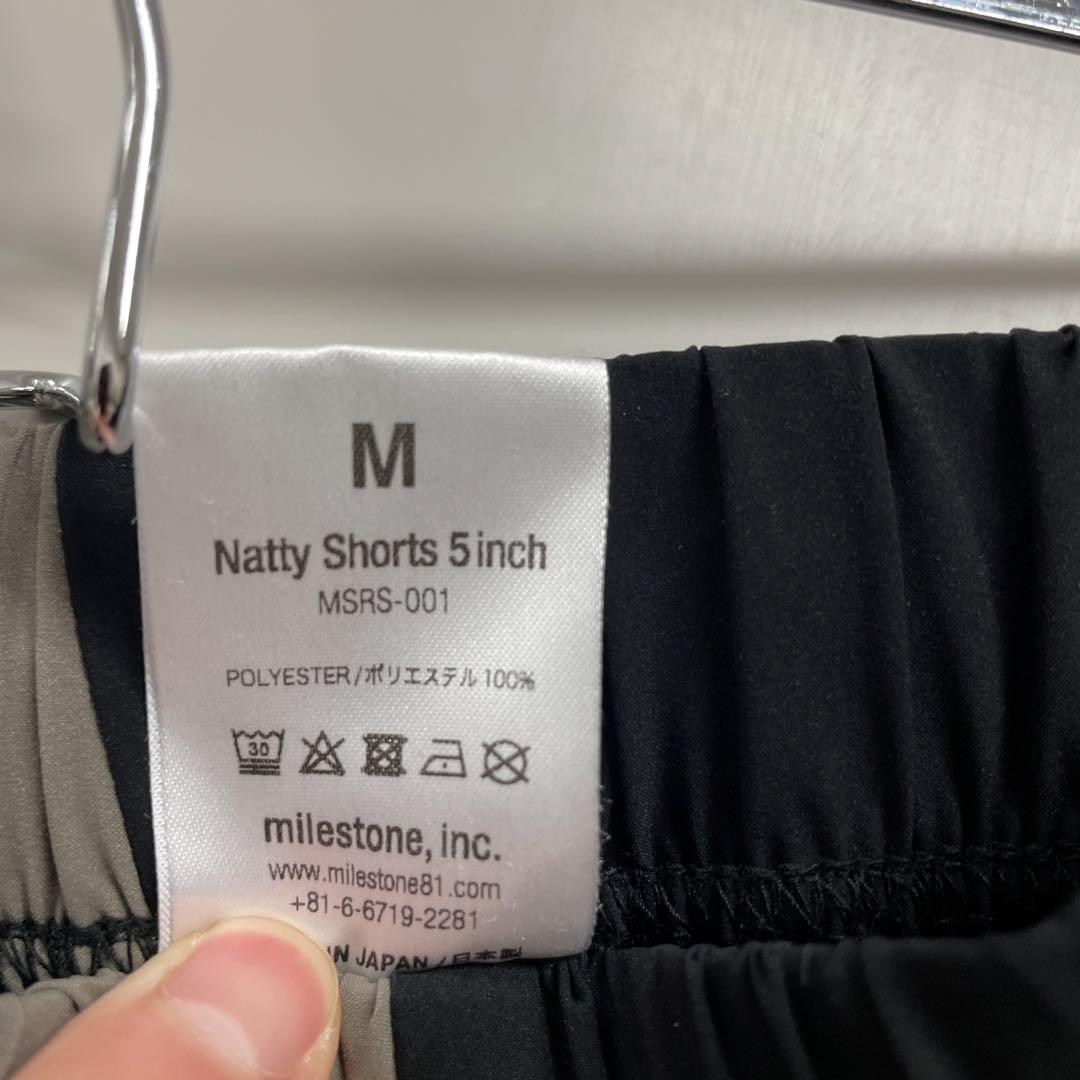 M
Natty Shorts 5 inch
MSRS-001
POLYESTER/ポリエステル 100%
30
milestone, inc.
www.milestone81.com
+81-6-6719-2281
IN JAPAN / 日本製